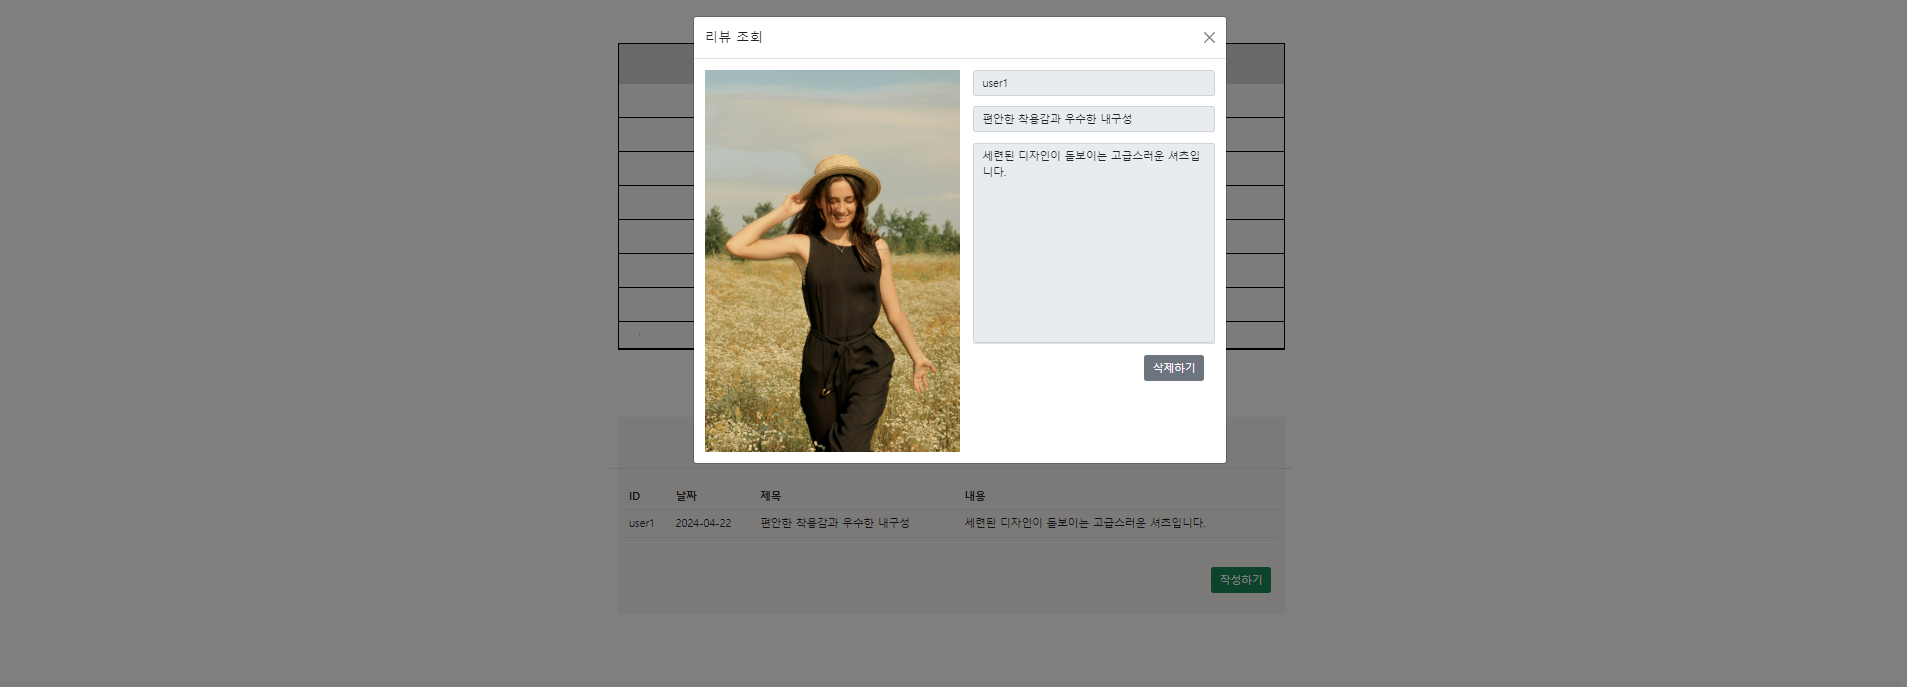 리뷰 조회
user1
편안한 착용감과 우수한 내구성
세련된 디자인이 돋보이는 고급스러운 셔츠입
니다.
삭제하기
ID 날짜 제목 내용
user1 2024-04-22 편안한 착용감과 우수한 내구성 세련된 디자인이 돋보이는 고급스러운 셔츠입니다.
작성하기